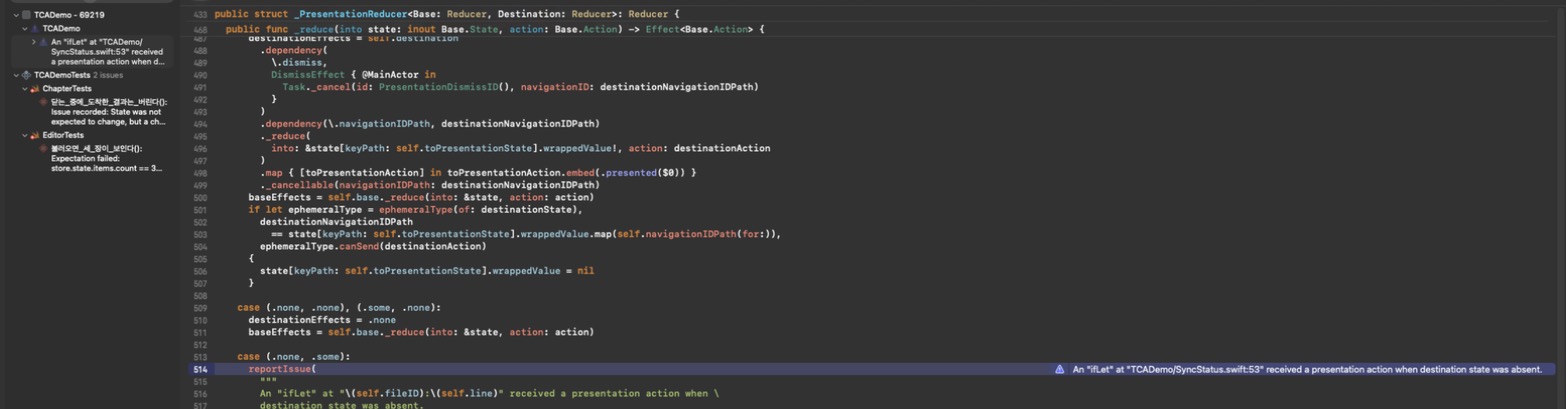 TCADemo - 69219
TCADemo
An "ifLet" at "TCADemo/
SyncStatus.swift:53" received
a presentation action when d...
TCADemoTests 2 issues
ChapterTests
닫는_중에_도착한_결과는_버린다():
Issue recorded: State was not
expected to change, but a ch...
EditorTests
불러오면_세_장이_보인다():
Expectation failed:
store.state.items.count == 3...
433 public struct _PresentationReducer<Base: Reducer, Destination: Reducer>: Reducer {
468 public func _reduce(into state: inout Base.State, action: Base.Action) -> Effect<Base.Action> {
487 destinationEffects = self.destination
488 .dependency(
489 \.dismiss,
490 DismissEffect { @MainActor in
491 Task._cancel(id: PresentationDismissID(), navigationID: destinationNavigationIDPath)
492 }
493 )
494 .dependency(\.navigationIDPath, destinationNavigationIDPath)
495 ._reduce(
496 into: &state[keyPath: self.toPresentationState].wrappedValue!, action: destinationAction
497 )
498 .map { [toPresentationAction] in toPresentationAction.embed(.presented($0)) }
499 ._cancellable(navigationIDPath: destinationNavigationIDPath)
500 baseEffects = self.base._reduce(into: &state, action: action)
501 if let ephemeralType = ephemeralType(of: destinationState),
502 destinationNavigationIDPath
503 == state[keyPath: self.toPresentationState].wrappedValue.map(self.navigationIDPath(for:)),
504 ephemeralType.canSend(destinationAction)
505 {
506 state[keyPath: self.toPresentationState].wrappedValue = nil
507 }
508
509 case (.none, .none), (.some, .none):
510 destinationEffects = .none
511 baseEffects = self.base._reduce(into: &state, action: action)
512
513 case (.none, .some):
514 reportIssue( An "ifLet" at "TCADemo/SyncStatus.swift:53" received a presentation action when destination state was absent.
515 """
516 An "ifLet" at "\(self.fileID):\(self.line)" received a presentation action when \
517 destination state was absent.